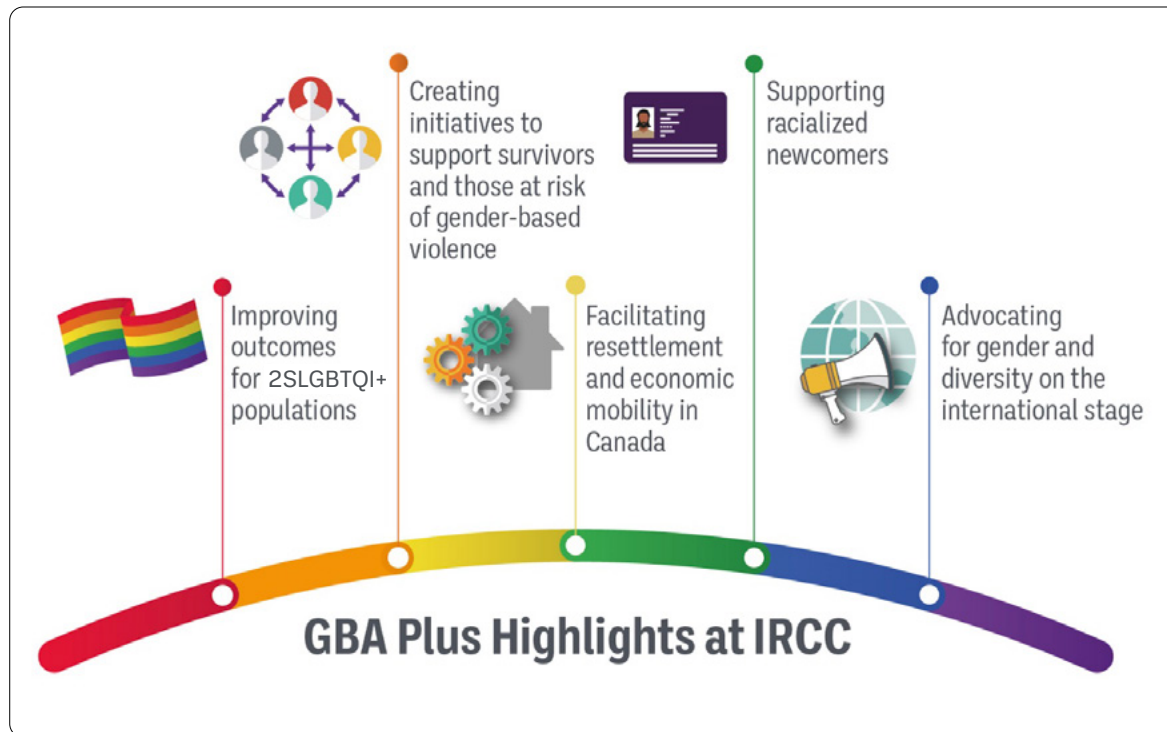 Improving
outcomes
for 2SLGBTQI+
populations
Creating
initiatives to
support survivors
and those at risk
of gender-based
violence
Facilitating
resettlement
and economic
mobility in
Canada
Supporting
racialized
newcomers
Advocating
for gender and
diversity on the
international stage
GBA Plus Highlights at IRCC